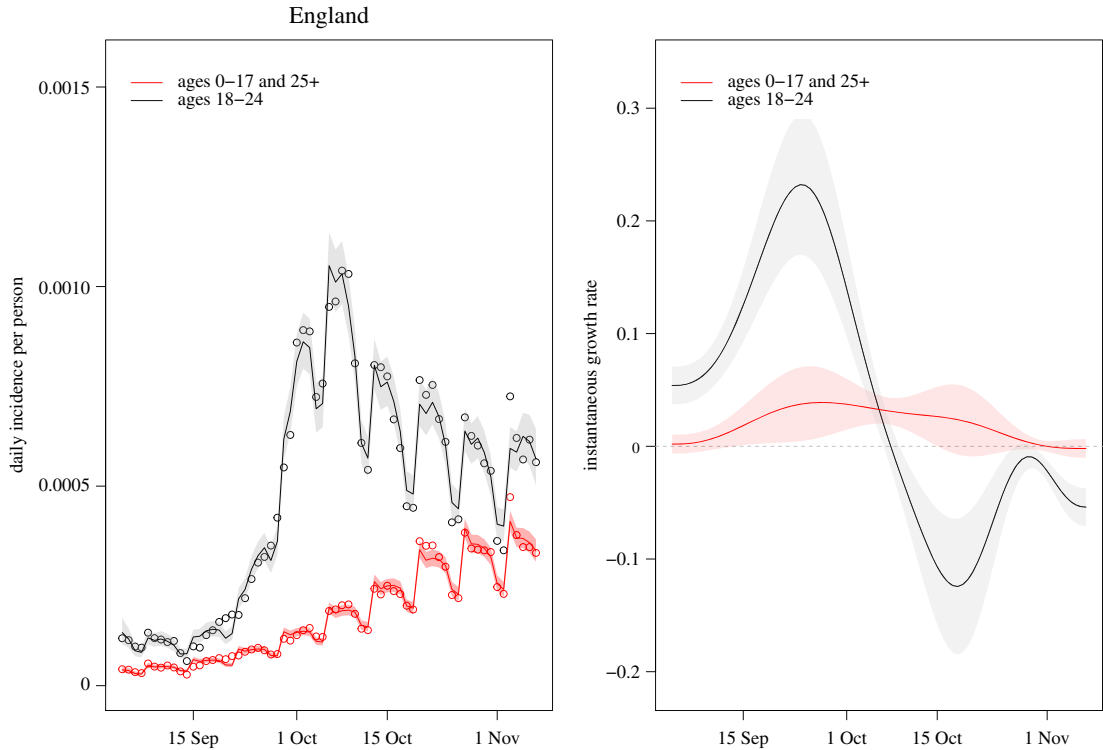 England
ages 0−17 and 25+
ages 18−24
daily incidence per person
0.0015
0.0010
0.0005
0
15 Sep
1 Oct
15 Oct
1 Nov
ages 0−17 and 25+
ages 18−24
instantaneous growth rate
0.3
0.2
0.1
0
−0.1
−0.2
15 Sep
1 Oct
15 Oct
1 Nov